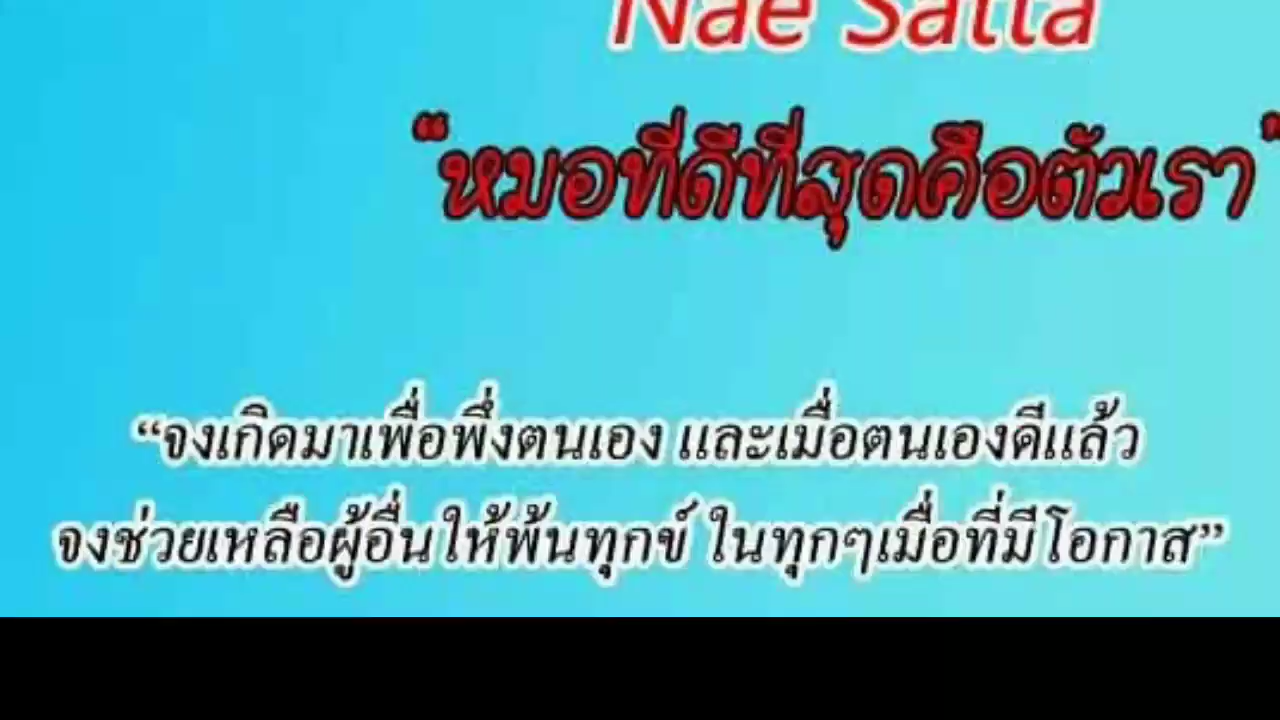 Nae Satta
“หมอที่ดีที่สุดคือตัวเรา”
“จงเกิดมาเพื่อพึ่งตนเอง และเมื่อตนเองดีแล้ว
จงช่วยเหลือผู้อื่นให้พ้นทุกข์ ในทุกๆเมื่อที่มีโอกาส”